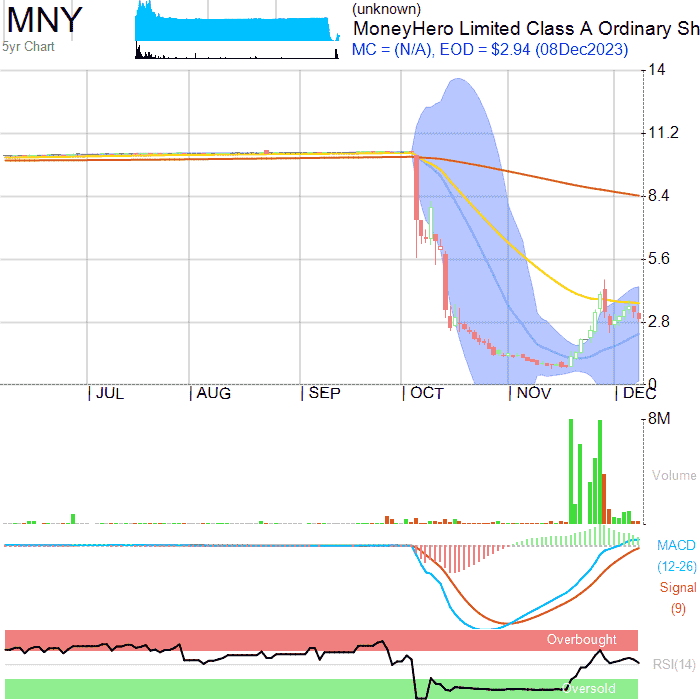 MNY
5yr Chart
(unknown)
MoneyHero Limited Class A Ordinary Sh
MC = (N/A), EOD = $2.94 (08Dec2023)
14
11.2
8.4
5.6
2.8
0
JUL AUG SEP OCT NOV DEC
8M
Volume
MACD
(12-26)
Signal
(9)
Overbought
RSI(14)
Oversold